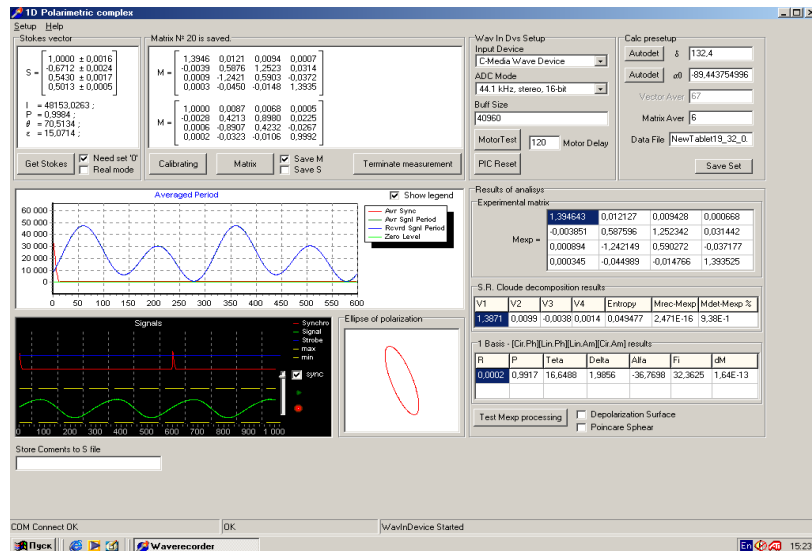 1D Polarimetric complex
Setup Help
Stokes vector
S =
1,0000 ± 0,0016
-0,6712 ± 0,0024
0,5430 ± 0,0017
0,5013 ± 0,0005
I = 48153,0263 ;
P = 0,9984 ;
θ = 70,5134 ;
ε = 15,0714 ;
Get Stokes
Need set '0'
Real mode
Matrix Nº 20 is saved.
M =
1,3946 0,0121 0,0094 0,0007
-0,0039 0,5876 1,2523 0,0314
0,0009 -1,2421 0,5903 -0,0372
0,0003 -0,0450 -0,0148 1,3935
M =
1,0000 0,0087 0,0068 0,0005
-0,0028 0,4213 0,8980 0,0225
0,0006 -0,8907 0,4232 -0,0267
0,0002 -0,0323 -0,0106 0,9992
Calibrating
Matrix
Save M
Save S
Terminate measurement
Wav In Dvs Setup
Input Device
C-Media Wave Device
ADC Mode
44.1 kHz, stereo, 16-bit
Buff Size
40960
MotorTest
120
Motor Delay
PIC Reset
Calc presetup
Autodet δ 132,4
Autodet α0 -89,443754996
Vector Aver 67
Matrix Aver 6
Data File NewTablet19_32_0.
Save Set
Averaged Period
Show legend
Avr Sync
Avr Sgnl Period
Rcvrd Sgnl Period
Zero Level
60 000
50 000
40 000
30 000
20 000
10 000
0
0 50 100 150 200 250 300 350 400 450 500 550 600
Signals
Synchro
Signal
Strobe
max
min
sync
0 100 200 300 400 500 600 700 800 900 1 000
Ellipse of polarization
Results of analisys
Experimental matrix
Mexp =
1,394643 0,012127 0,009428 0,000668
-0,003851 0,587596 1,252342 0,031442
0,000894 -1,242149 0,590272 -0,037177
0,000345 -0,044989 -0,014766 1,393525
S.R. Cloude decomposition results
V1 V2 V3 V4 Entropy Mrec-Mexp Mdet-Mexp %
1,3871 0,0099 -0,0038 0,0014 0,049477 2,471E-16 9,38E-1
1 Basis - [Cir.Ph][Lin.Ph][Lin.Am][Cir.Am] results
R P Teta Delta Alfa Fi dM
0,0002 0,9917 16,6488 1,9856 -36,7698 32,3625 1,64E-13
Test Mexp processing
Depolarization Surface
Poincare Sphear
Store Coments to S file
COM Connect OK
OK
WavInDevice Started
Пуск
Waverecorder
En
15:23